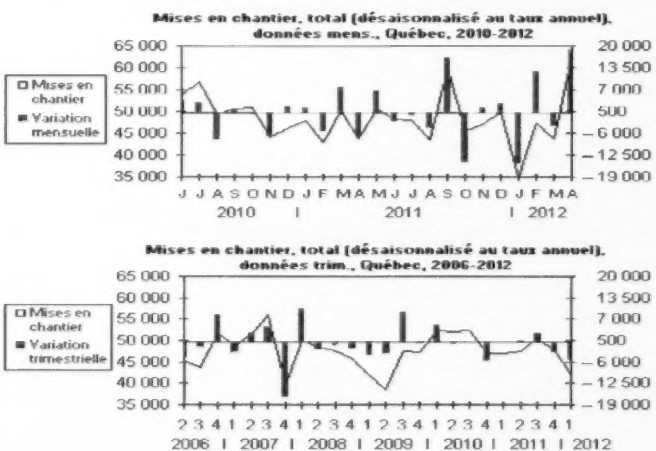 Mises en chantier, total (désaisonnalisé au taux annuel),
données mens., Québec, 2010-2012
65 000
60 000
55 000
50 000
45 000
40 000
35 000
Mises en
chantier
Variation
mensuelle
20 000
13 500
7 000
500
– 6 000
– 12 500
– 19 000
J J A S O N D J F M A M J J A S O N D J F M A
2010 | 2011 | 2012
Mises en chantier, total (désaisonnalisé au taux annuel),
données trim., Québec, 2006-2012
65 000
60 000
55 000
50 000
45 000
40 000
35 000
Mises en
chantier
Variation
trimestrielle
20 000
13 500
7 000
500
– 6 000
– 12 500
– 19 000
2 3 4 1 2 3 4 1 2 3 4 1 2 3 4 1 2 3 4 1 2 3 4 1
2006 | 2007 | 2008 | 2009 | 2010 | 2011 | 2012